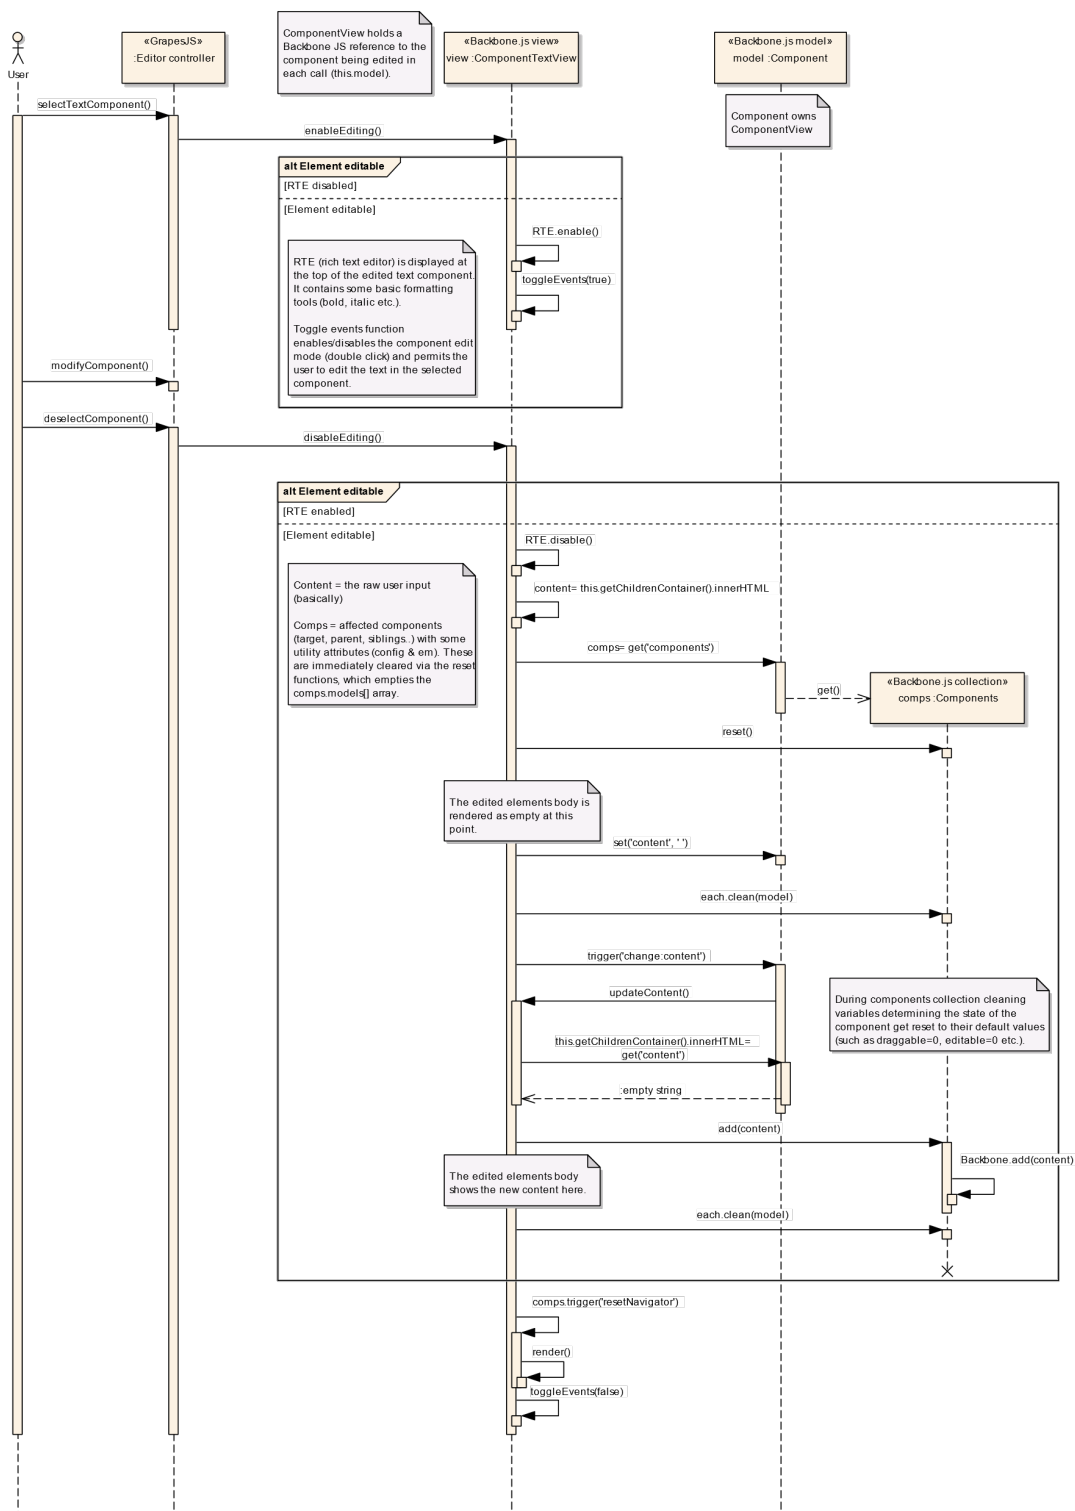 User
«GrapesJS»
:Editor controller
ComponentView holds a
Backbone JS reference to the
component being edited in
each call (this.model).
«Backbone.js view»
view :ComponentTextView
«Backbone.js model»
model :Component
Component owns
ComponentView
selectTextComponent()
enableEditing()
alt Element editable
[RTE disabled]
[Element editable]
RTE.enable()
RTE (rich text editor) is displayed at
the top of the edited text component.
It contains some basic formatting
tools (bold, italic etc.).
Toggle events function
enables/disables the component edit
mode (double click) and permits the
user to edit the text in the selected
component.
toggleEvents(true)
modifyComponent()
deselectComponent()
disableEditing()
alt Element editable
[RTE enabled]
[Element editable]
RTE.disable()
Content = the raw user input
(basically)
Comps = affected components
(target, parent, siblings..) with some
utility attributes (config & em). These
are immediately cleared via the reset
functions, which empties the
comps.models[] array.
content= this.getChildrenContainer().innerHTML
comps= get('components')
get()
«Backbone.js collection»
comps :Components
reset()
The edited elements body is
rendered as empty at this
point.
set('content', ' ')
each.clean(model)
trigger('change:content')
updateContent()
During components collection cleaning
variables determining the state of the
component get reset to their default values
(such as draggable=0, editable=0 etc.).
this.getChildrenContainer().innerHTML=
get('content')
:empty string
add(content)
Backbone.add(content)
The edited elements body
shows the new content here.
each.clean(model)
comps.trigger('resetNavigator')
render()
toggleEvents(false)